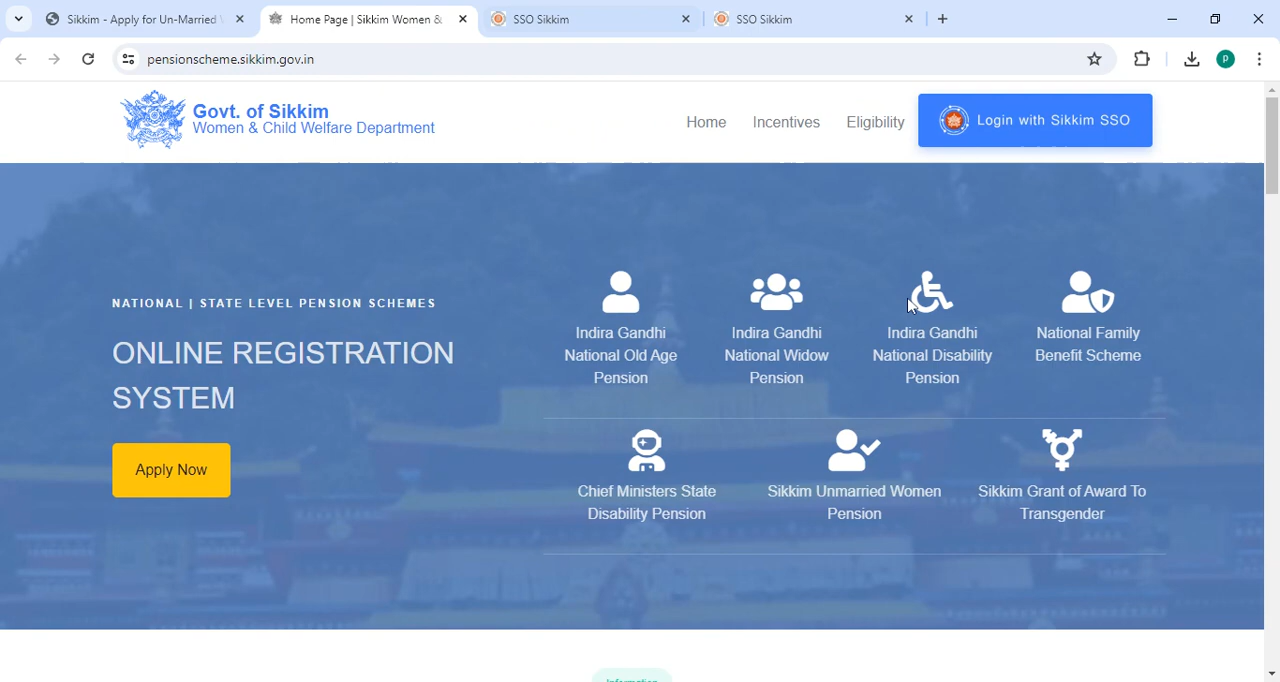 Sikkim - Apply for Un-Married
Home Page | Sikkim Women &
SSO Sikkim
SSO Sikkim
pensionscheme.sikkim.gov.in
P
Govt. of Sikkim
Women & Child Welfare Department
Home
Incentives
Eligibility
Login with Sikkim SSO
NATIONAL | STATE LEVEL PENSION SCHEMES
ONLINE REGISTRATION
SYSTEM
Apply Now
Indira Gandhi
National Old Age
Pension
Indira Gandhi
National Widow
Pension
Indira Gandhi
National Disability
Pension
National Family
Benefit Scheme
Chief Ministers State
Disability Pension
Sikkim Unmarried Women
Pension
Sikkim Grant of Award To
Transgender
Information